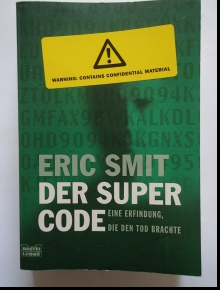 WARNING: CONTAINS CONFIDENTIAL MATERIAL
ERIC SMIT
DER SUPER
CODE
EINE ERFINDUNG,
DIE DEN TOD BRACHTE
BASTEI
LÜBBE